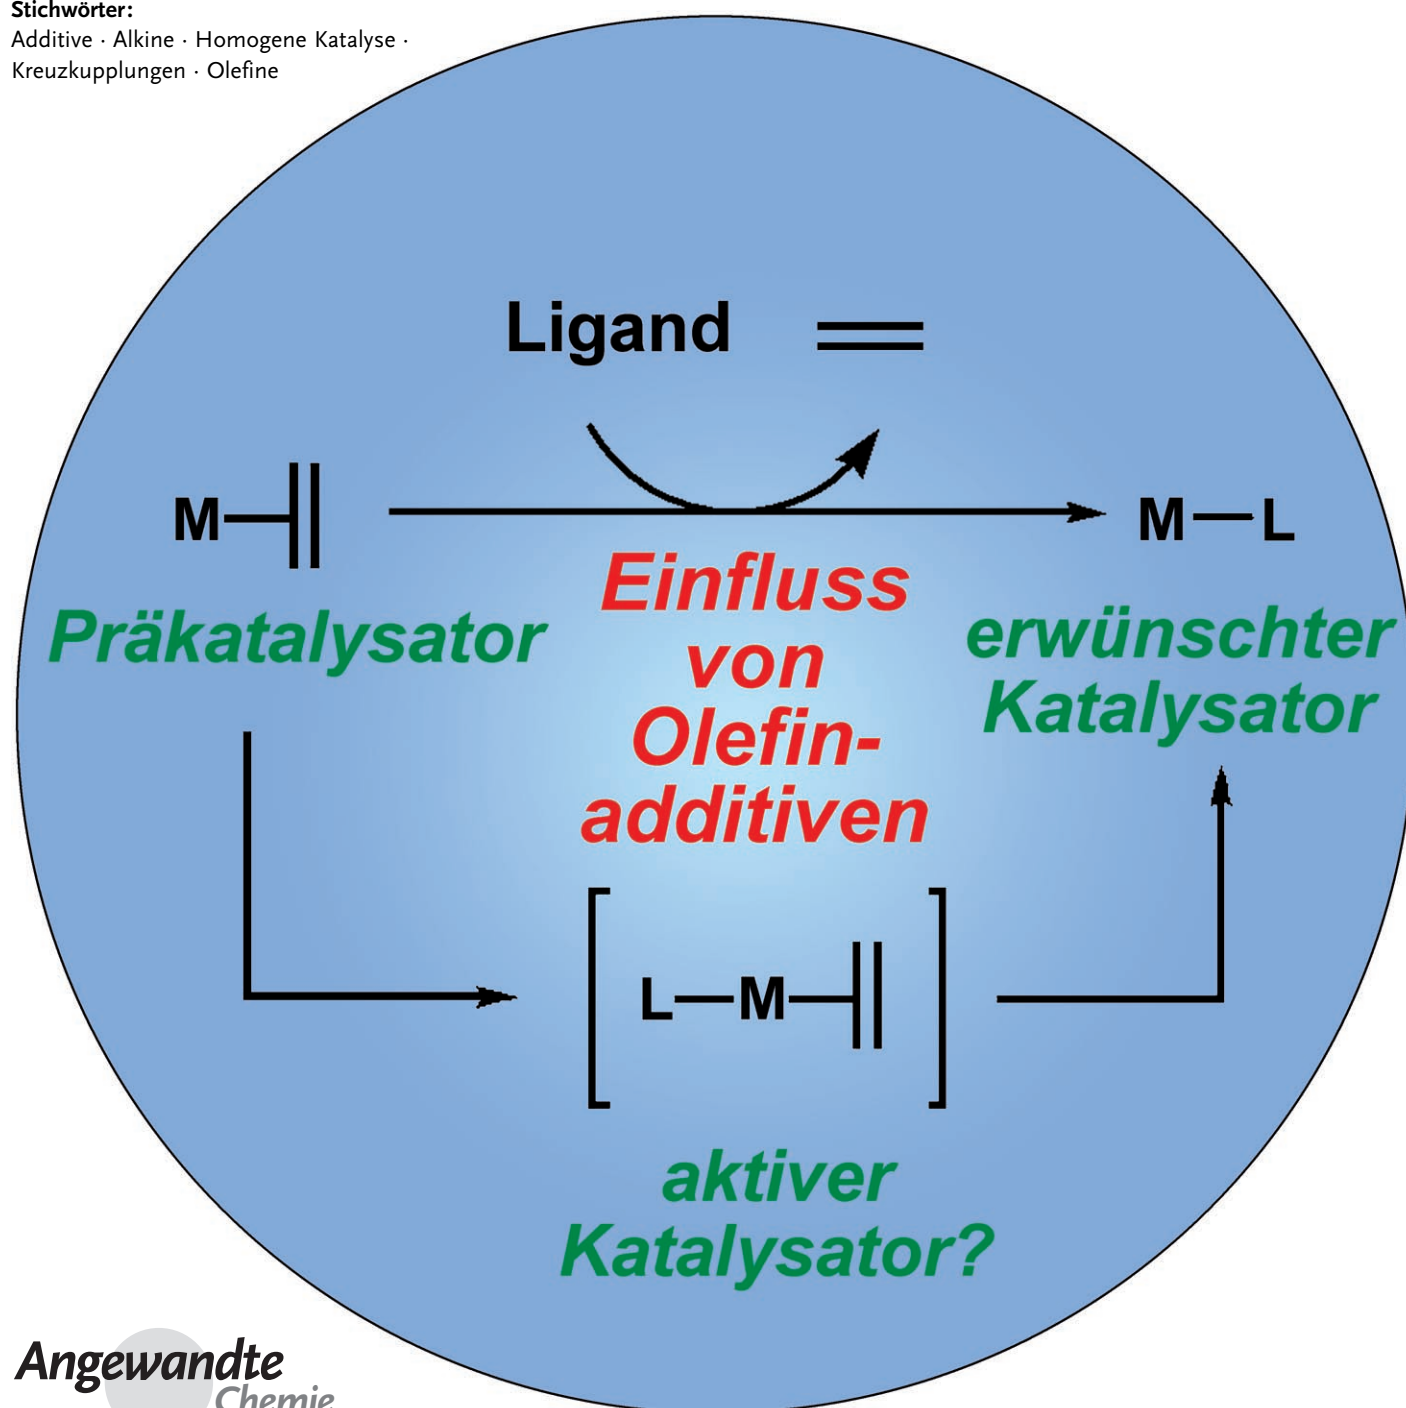 Stichwörter:
Additive · Alkine · Homogene Katalyse ·
Kreuzkupplungen · Olefine
Ligand
M
M—L
Präkatalysator
Einfluss
von
Olefin-
additiven
erwünschter
Katalysator
L—M
aktiver
Katalysator?
Angewandte
Chemie